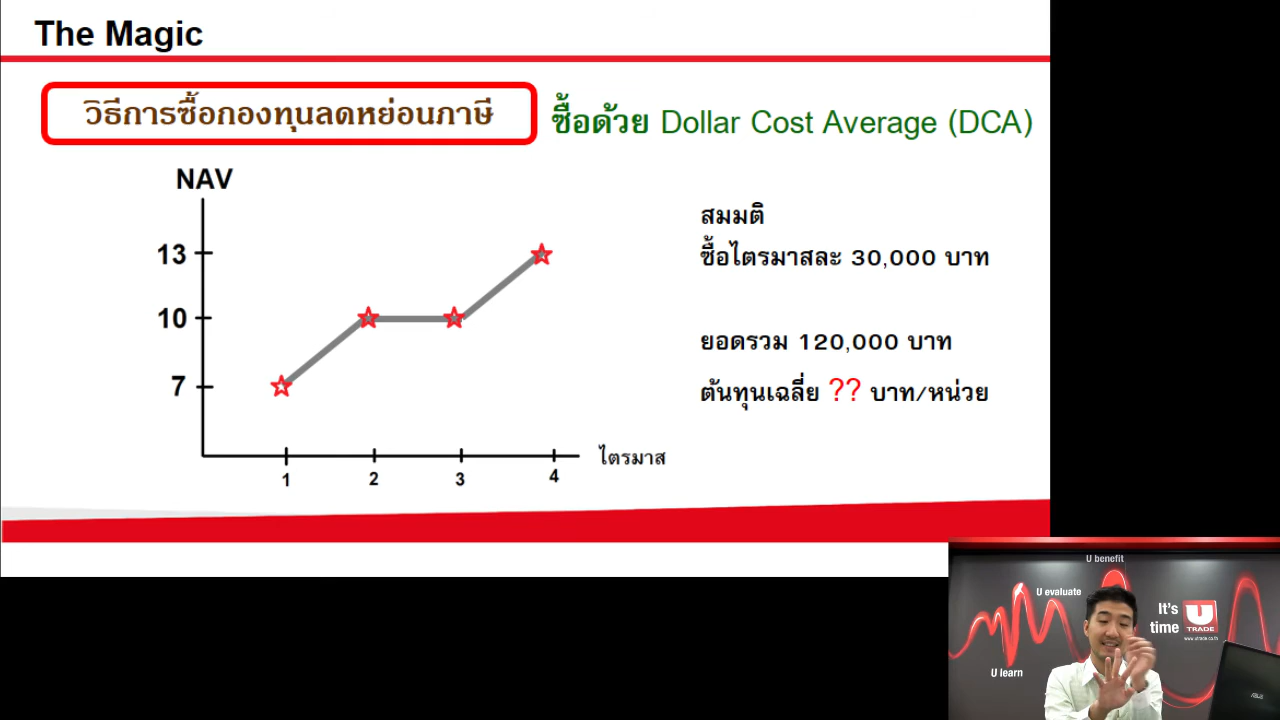 The Magic
วิธีการซื้อกองทุนลดหย่อนภาษี
ซื้อด้วย Dollar Cost Average (DCA)
NAV
13
10
7
1 2 3 4
ไตรมาส
สมมติ
ซื้อไตรมาสละ 30,000 บาท
ยอดรวม 120,000 บาท
ต้นทุนเฉลี่ย ?? บาท/หน่วย
U benefit
U evaluate
It's
time
U
TRADE
www.utrade.co.th
U learn
ASUS